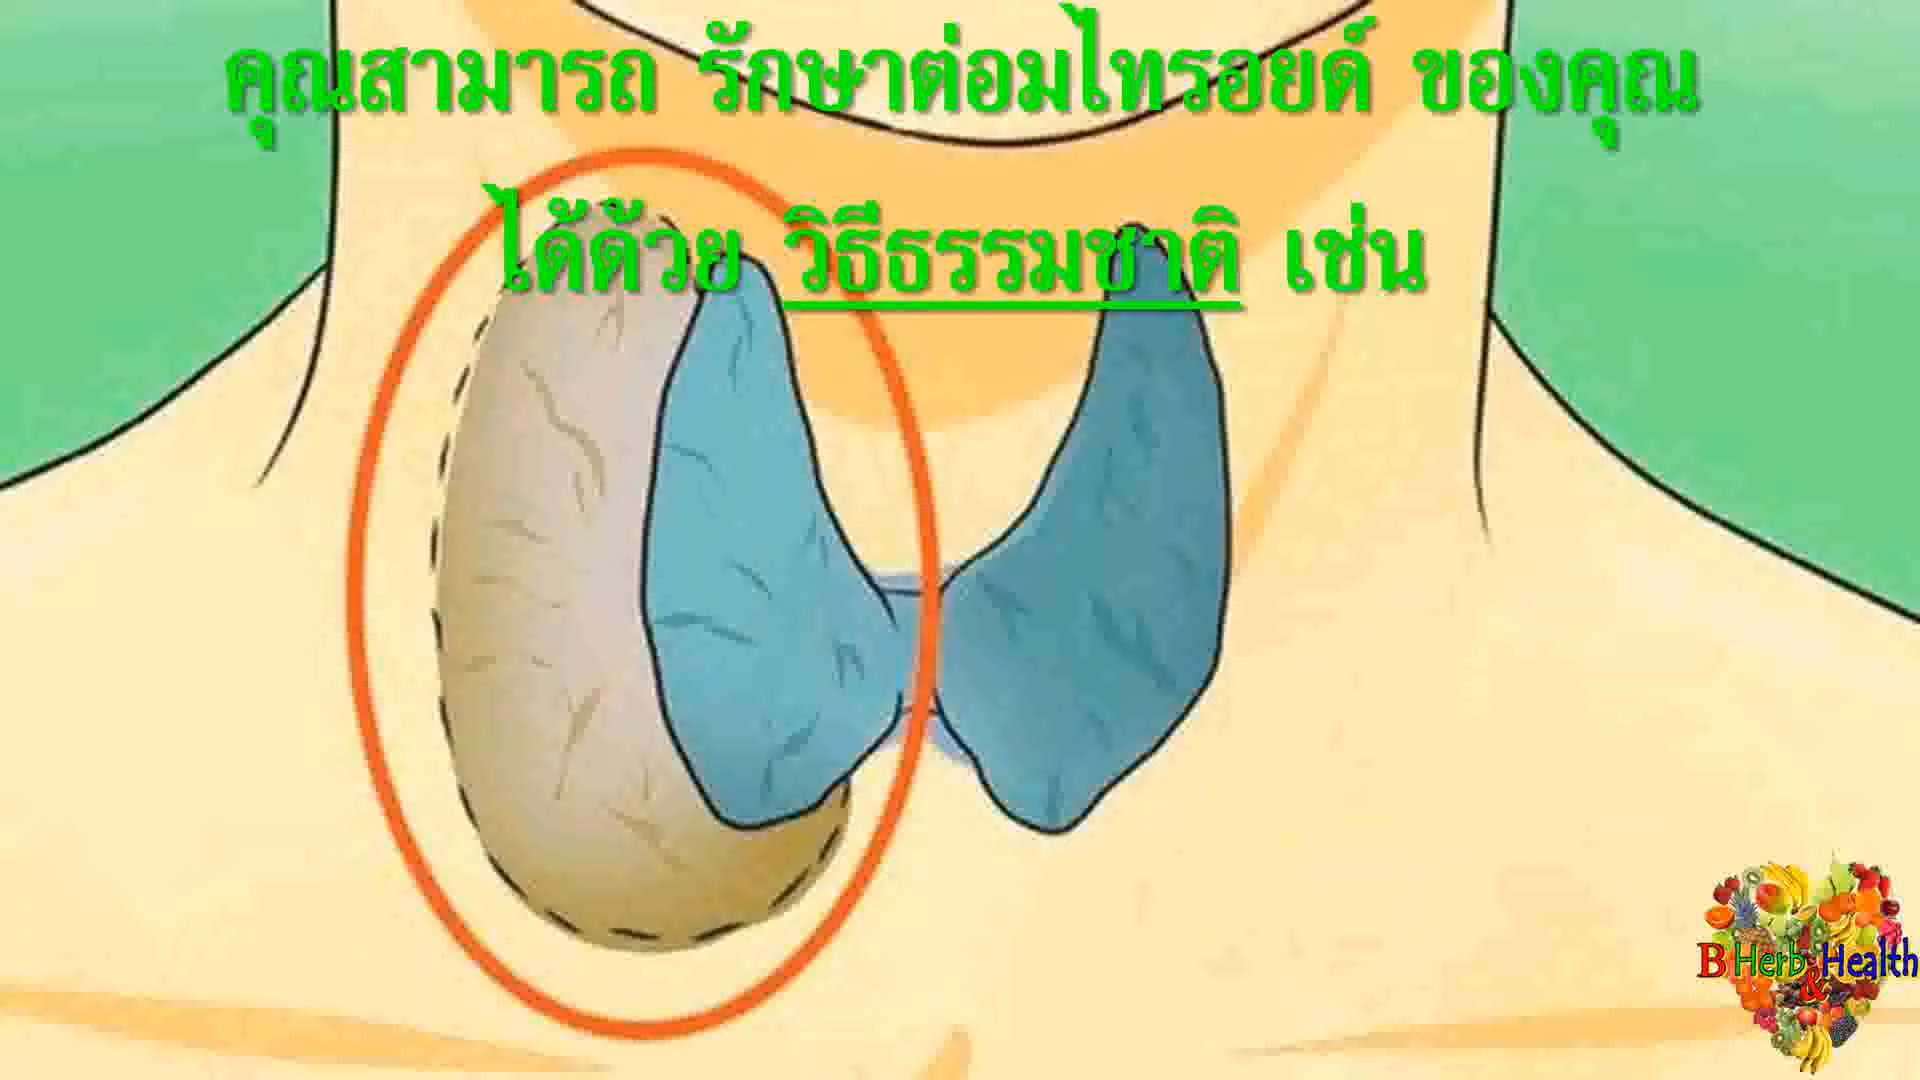 คุณสามารถ รักษาต่อมไทรอยด์ ของคุณ
ได้ด้วย วิธีธรรมชาติ เช่น
B Herb & Health